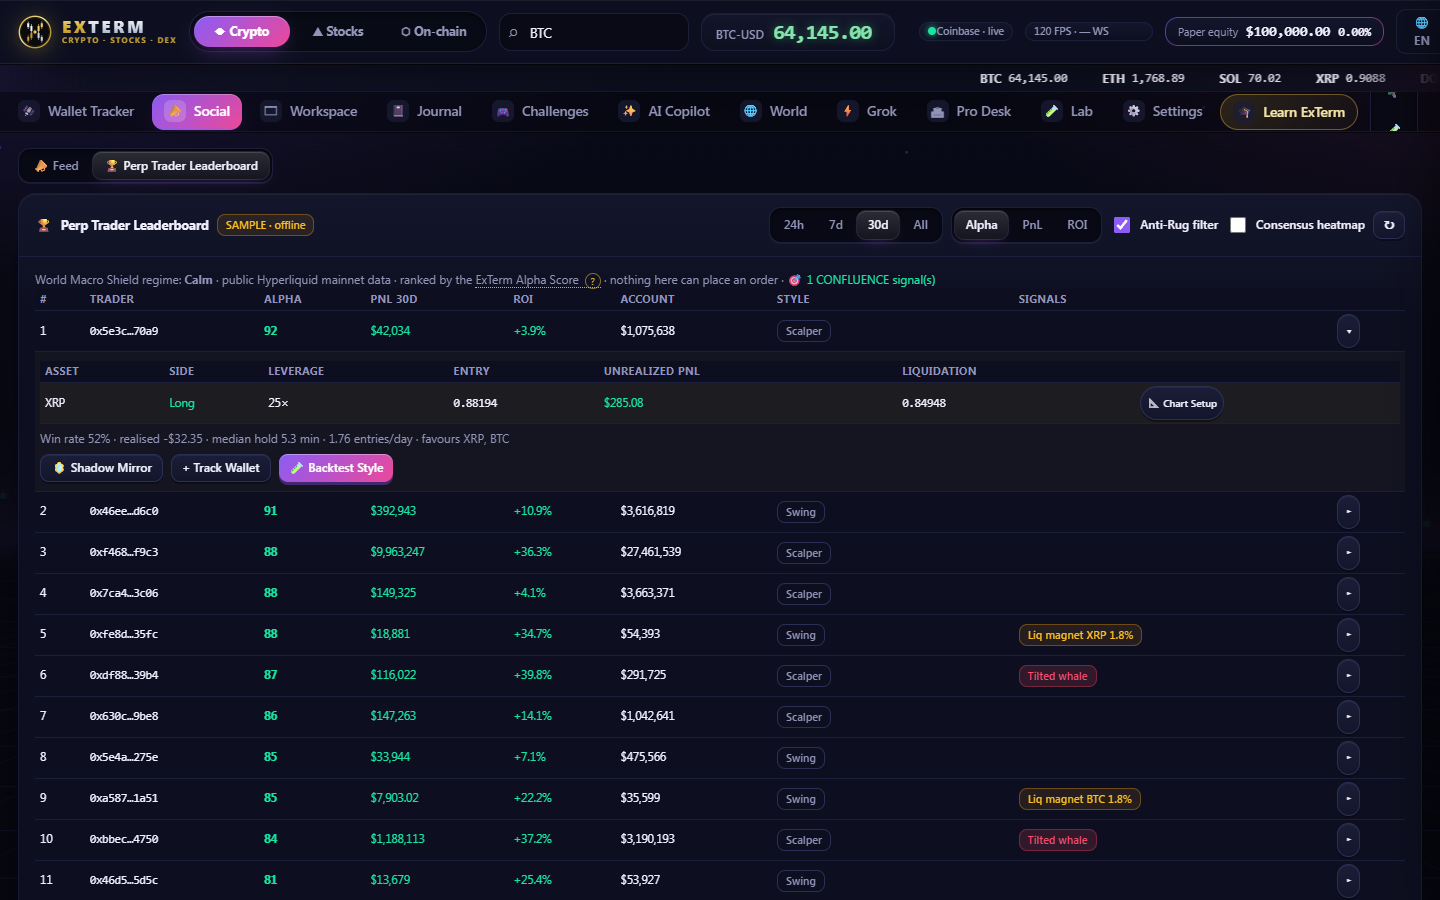 EXTERM
CRYPTO · STOCKS · DEX
Crypto
Stocks
On-chain
BTC
BTC-USD 64,145.00
Coinbase · live
120 FPS · — WS
Paper equity $100,000.00 0.00%
EN
BTC 64,145.00 ETH 1,768.89 SOL 70.02 XRP 0.9088
Wallet Tracker
Social
Workspace
Journal
Challenges
AI Copilot
World
Grok
Pro Desk
Lab
Settings
Learn ExTerm
Feed
Perp Trader Leaderboard
Perp Trader Leaderboard SAMPLE · offline
24h 7d 30d All
Alpha PnL ROI
Anti-Rug filter
Consensus heatmap
World Macro Shield regime: Calm · public Hyperliquid mainnet data · ranked by the ExTerm Alpha Score ? · nothing here can place an order · 1 CONFLUENCE signal(s)
# TRADER ALPHA PNL 30D ROI ACCOUNT STYLE SIGNALS
1 0x5e3c…70a9 92 $42,034 +3.9% $1,075,638 Scalper
ASSET SIDE LEVERAGE ENTRY UNREALIZED PNL LIQUIDATION
XRP Long 25× 0.88194 $285.08 0.84948 Chart Setup
Win rate 52% · realised -$32.35 · median hold 5.3 min · 1.76 entries/day · favours XRP, BTC
Shadow Mirror + Track Wallet Backtest Style
2 0x46ee…d6c0 91 $392,943 +10.9% $3,616,819 Swing
3 0xf468…f9c3 88 $9,963,247 +36.3% $27,461,539 Scalper
4 0x7ca4…3c06 88 $149,325 +4.1% $3,663,371 Scalper
5 0xfe8d…35fc 88 $18,881 +34.7% $54,393 Swing Liq magnet XRP 1.8%
6 0xdf88…39b4 87 $116,022 +39.8% $291,725 Scalper Tilted whale
7 0x630c…9be8 86 $147,263 +14.1% $1,042,641 Scalper
8 0x5e4a…275e 85 $33,944 +7.1% $475,566 Swing
9 0xa587…1a51 85 $7,903.02 +22.2% $35,599 Swing Liq magnet BTC 1.8%
10 0xbbec…4750 84 $1,188,113 +37.2% $3,190,193 Scalper Tilted whale
11 0x46d5…5d5c 81 $13,679 +25.4% $53,927 Swing